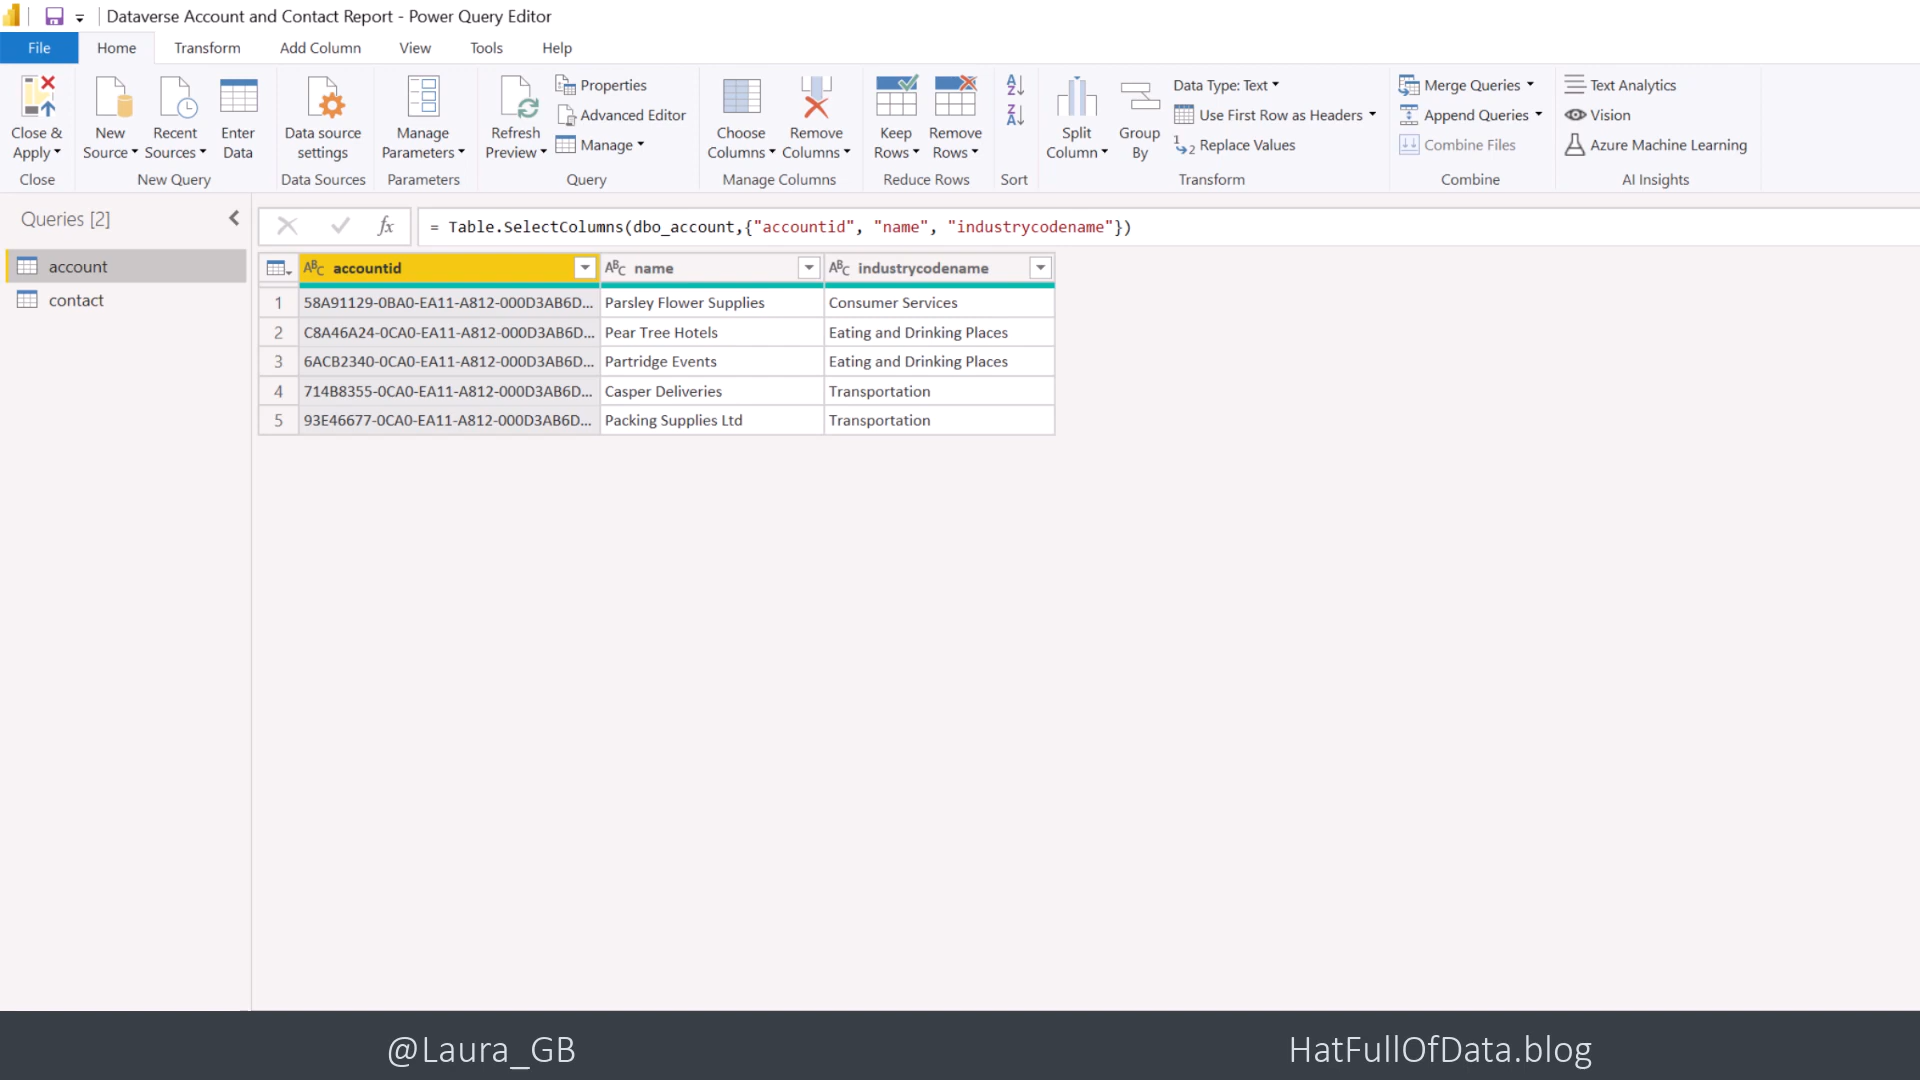 Dataverse Account and Contact Report - Power Query Editor
File Home Transform Add Column View Tools Help
Close & Apply
Close
New Source
Recent Sources
Enter Data
New Query
Data source settings
Data Sources
Manage Parameters
Parameters
Refresh Preview
Properties
Advanced Editor
Manage
Query
Choose Columns
Remove Columns
Manage Columns
Keep Rows
Remove Rows
Reduce Rows
Sort
Split Column
Group By
Data Type: Text
Use First Row as Headers
Replace Values
Transform
Merge Queries
Append Queries
Combine Files
Combine
Text Analytics
Vision
Azure Machine Learning
AI Insights
Queries [2]
account
contact
fx = Table.SelectColumns(dbo_account,{"accountid", "name", "industrycodename"})
ABC accountid ABC name ABC industrycodename
1 58A91129-0BA0-EA11-A812-000D3AB6D... Parsley Flower Supplies Consumer Services
2 C8A46A24-0CA0-EA11-A812-000D3AB6D... Pear Tree Hotels Eating and Drinking Places
3 6ACB2340-0CA0-EA11-A812-000D3AB6D... Partridge Events Eating and Drinking Places
4 714B8355-0CA0-EA11-A812-000D3AB6D... Casper Deliveries Transportation
5 93E46677-0CA0-EA11-A812-000D3AB6D... Packing Supplies Ltd Transportation
@Laura_GB HatFullOfData.blog